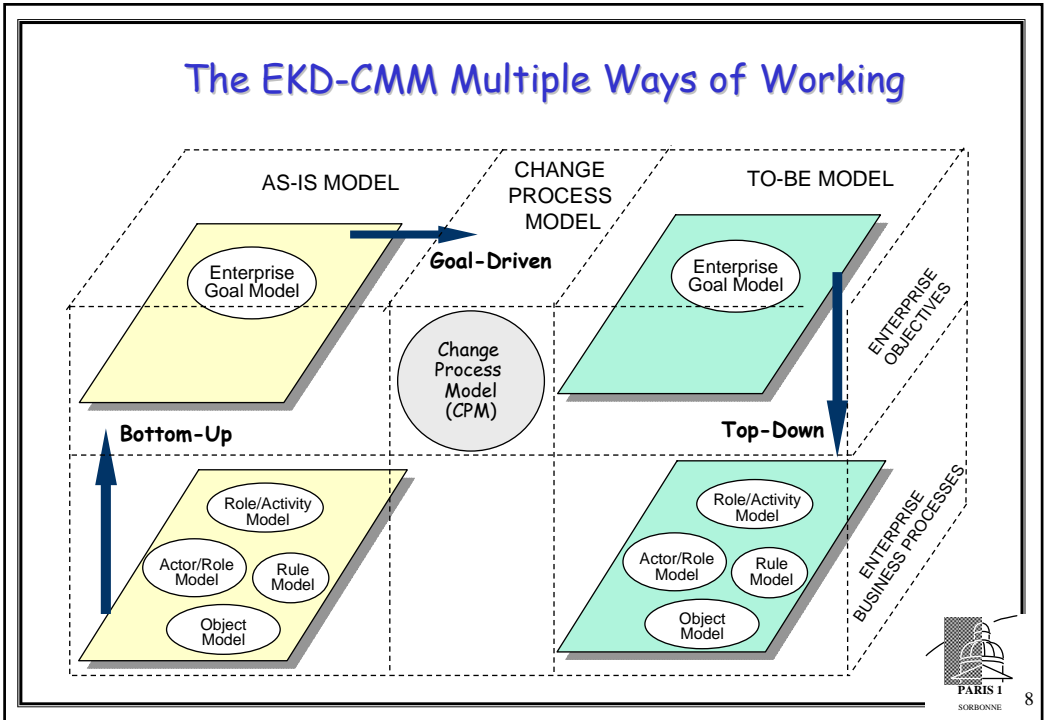 The EKD-CMM Multiple Ways of Working
AS-IS MODEL
CHANGE
PROCESS
MODEL
TO-BE MODEL
Enterprise
Goal Model
Goal-Driven
Enterprise
Goal Model
ENTERPRISE
OBJECTIVES
Change
Process
Model
(CPM)
Bottom-Up
Top-Down
Role/Activity
Model
Actor/Role
Model
Rule
Model
Object
Model
Role/Activity
Model
Actor/Role
Model
Rule
Model
Object
Model
ENTERPRISE
BUSINESS PROCESSES
PARIS 1
SORBONNE
8